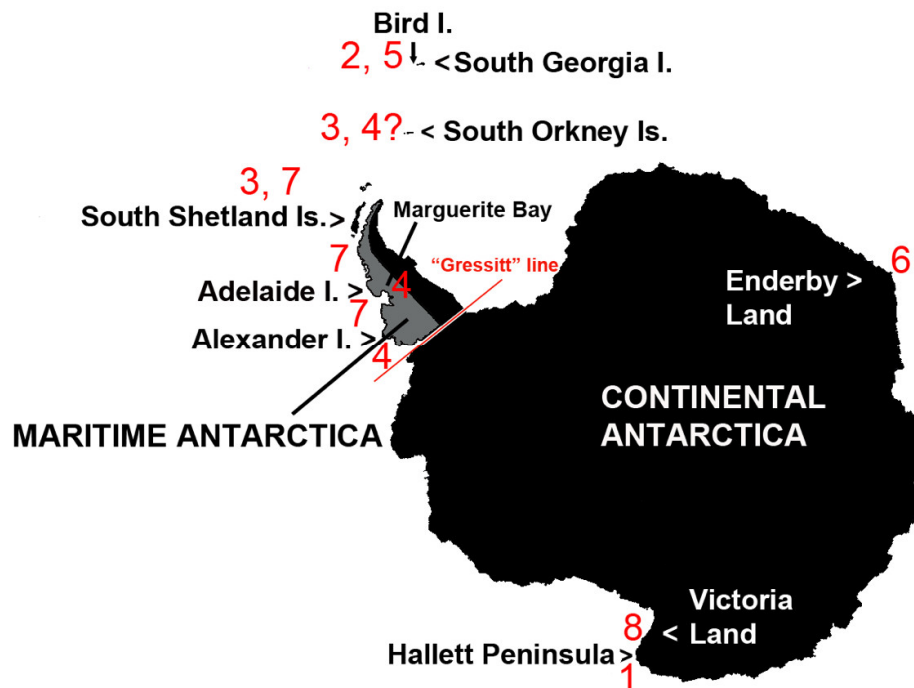 Bird I.
2, 5
< South Georgia I.
3, 4?
< South Orkney Is.
3, 7
South Shetland Is. >
Marguerite Bay
7
"Gressitt" line
6
4
Enderby >
Land
Adelaide I. >
7
Alexander I. >
4
CONTINENTAL
ANTARCTICA
MARITIME ANTARCTICA
Victoria
Land
8
<
Hallett Peninsula >
1